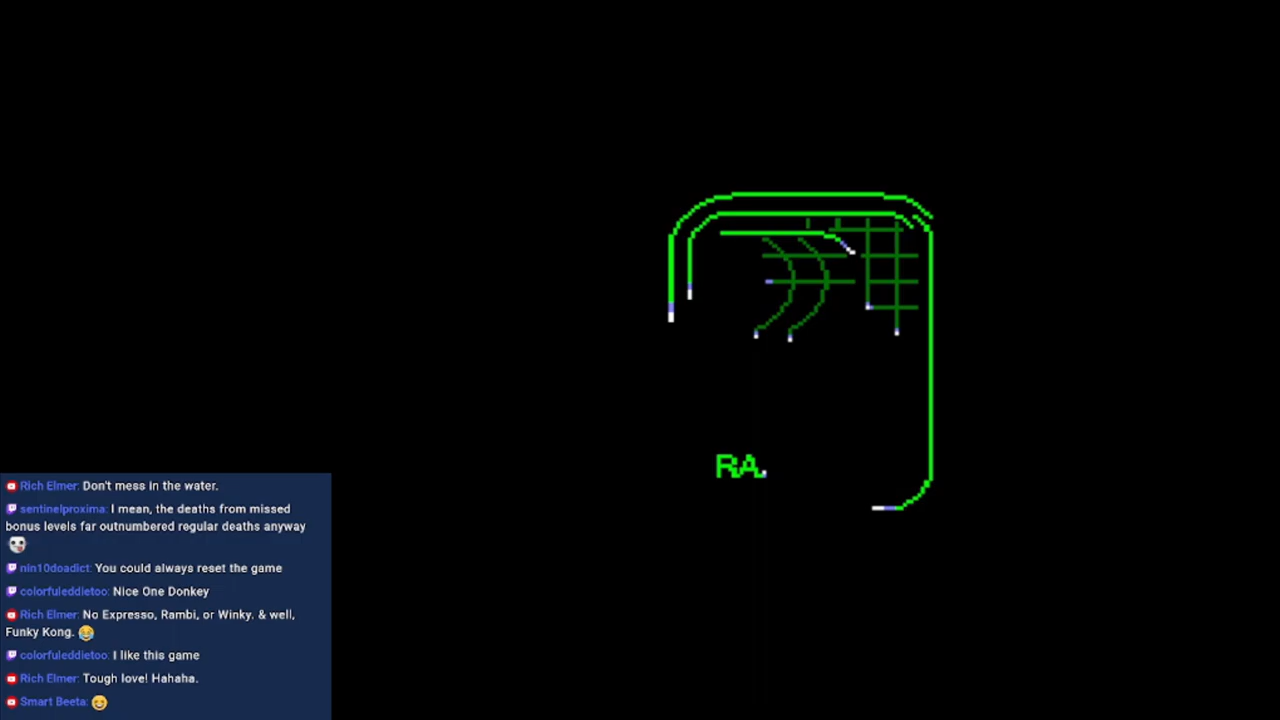 RA
Rich Elmer: Don't mess in the water.
sentinelproxima: I mean, the deaths from missed
bonus levels far outnumbered regular deaths anyway
nin10doadict: You could always reset the game
colorfuleddietoo: Nice One Donkey
Rich Elmer: No Expresso, Rambi, or Winky. & well,
Funky Kong.
colorfuleddietoo: I like this game
Rich Elmer: Tough love! Hahaha.
Smart Beeta: